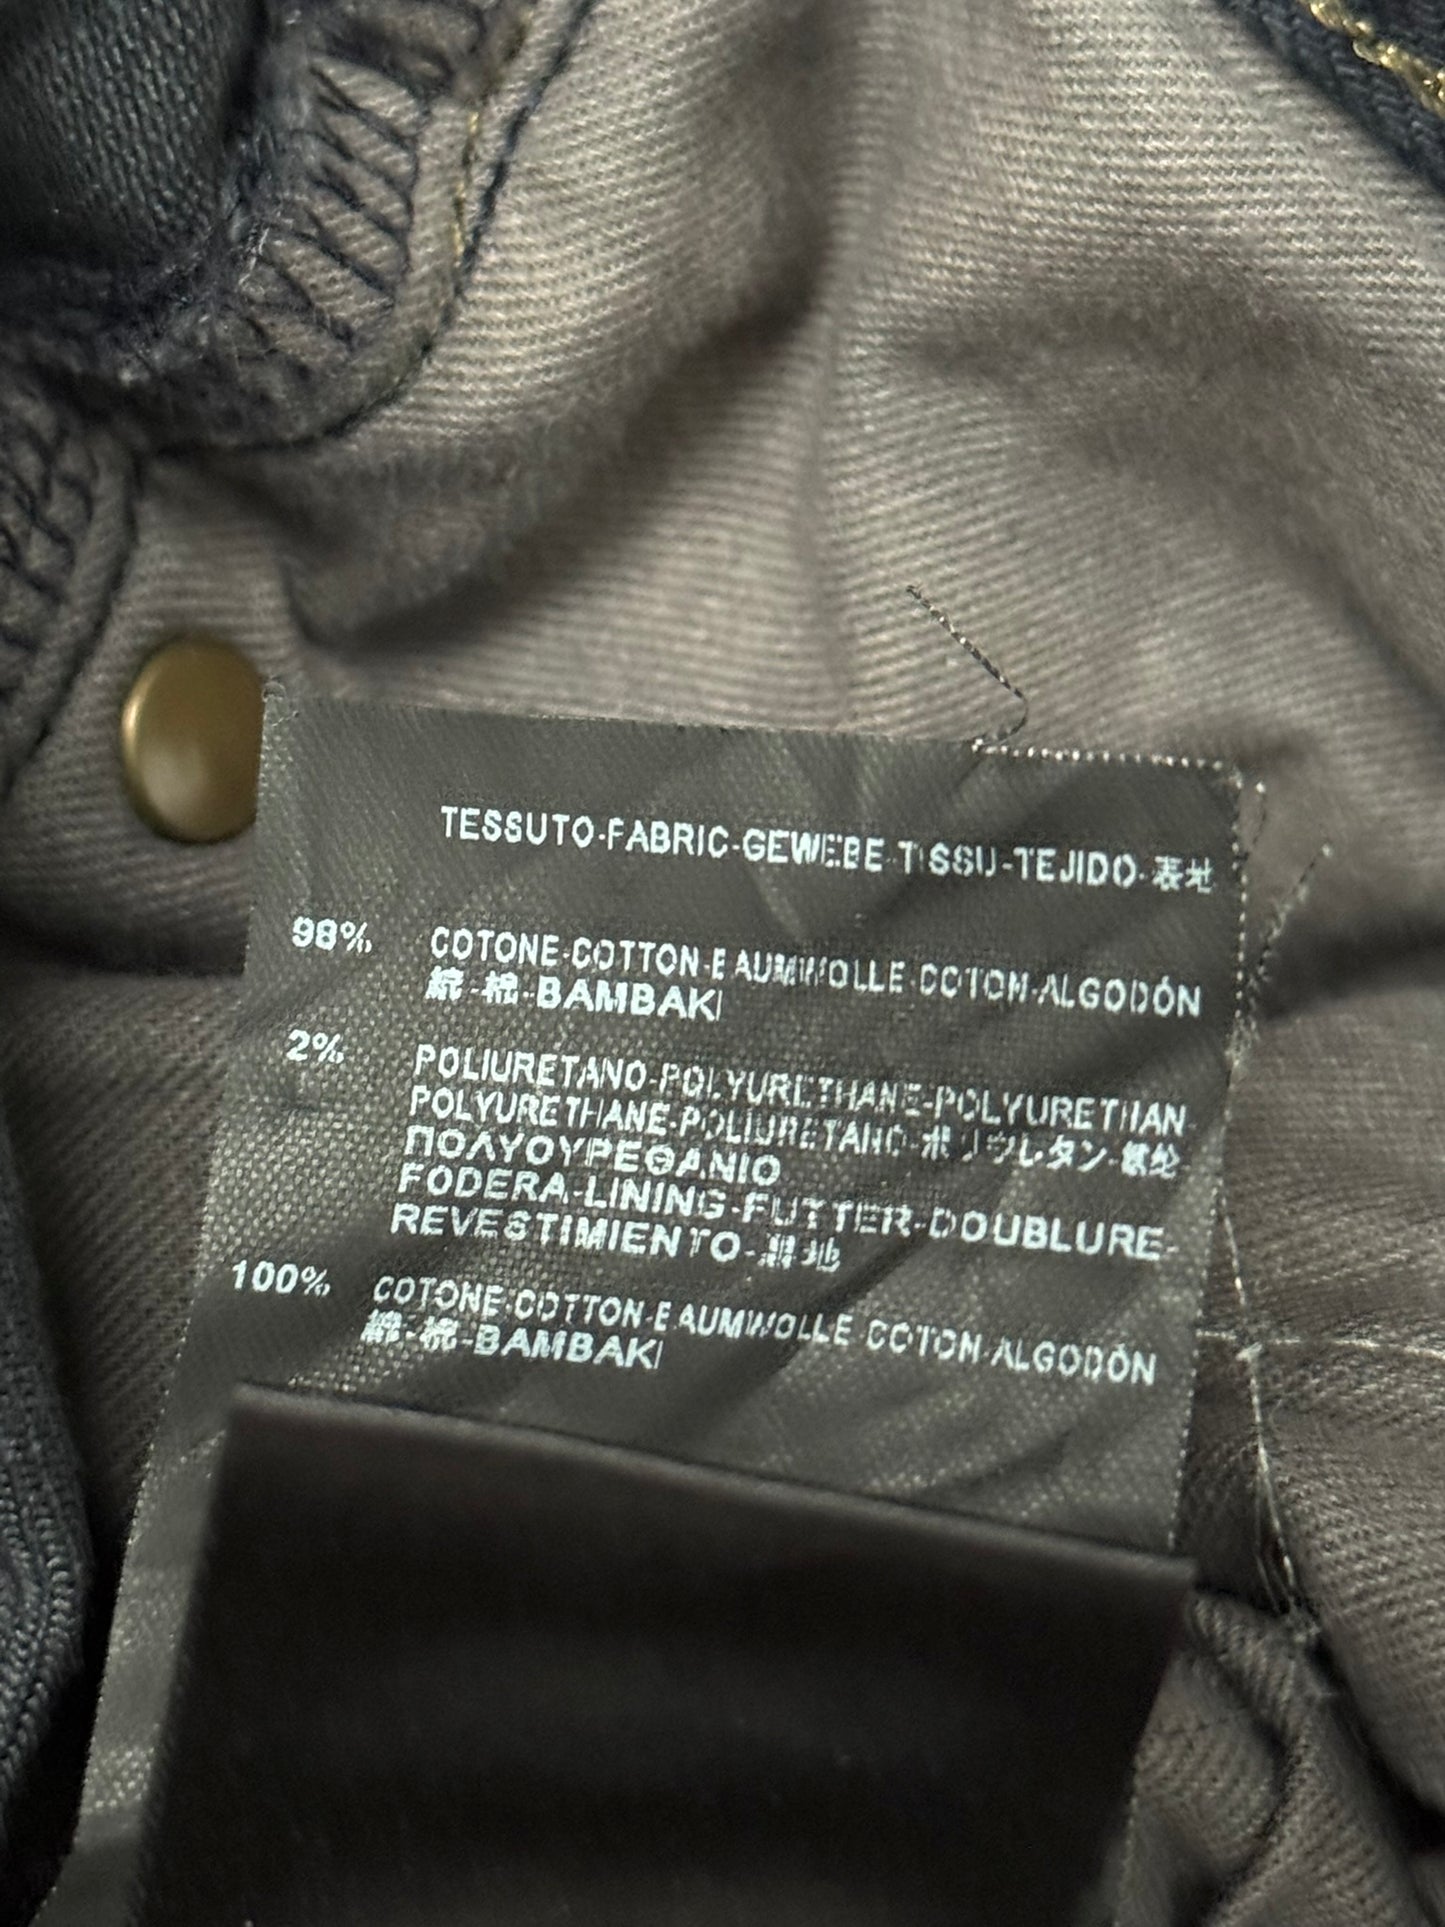 TESSUTO-FABRIC-GEWEBE-TISSU-TEJIDO-表地
98% COTONE-COTTON-BAUMWOLLE-COTON-ALGODÓN
綿-棉-BAMBAKI
2% POLIURETANO-POLYURETHANE-POLYURETHAN-
POLYURETHANE-POLIURETANO-ポリウレタン-氨纶
ΠΟΛΥΟΥΡΕΘΑΝΙΟ
FODERA-LINING-FUTTER-DOUBLURE-
REVESTIMIENTO-裏地
100% COTONE-COTTON-BAUMWOLLE-COTON-ALGODÓN
綿-棉-BAMBAKI